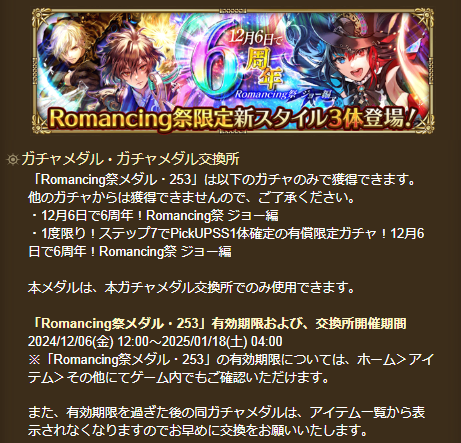 12月6日で
6周年
Romancing祭 ジョー編
Romancing祭限定新スタイル3体登場!
ガチャメダル・ガチャメダル交換所
「Romancing祭メダル・253」は以下のガチャのみで獲得できます。
他のガチャからは獲得できませんので、ご了承ください。
・12月6日で6周年！Romancing祭 ジョー編
・1度限り！ステップ7でPickUPSS1体確定の有償限定ガチャ！12月6
日で6周年！Romancing祭 ジョー編
本メダルは、本ガチャメダル交換所でのみ使用できます。
「Romancing祭メダル・253」有効期限および、交換所開催期間
2024/12/06(金) 12:00～2025/01/18(土) 04:00
※「Romancing祭メダル・253」の有効期限については、ホーム＞アイ
テム＞その他にてゲーム内でもご確認いただけます。
また、有効期限を過ぎた後の同ガチャメダルは、アイテム一覧から表
示されなくなりますのでお早めに交換をお願いいたします。